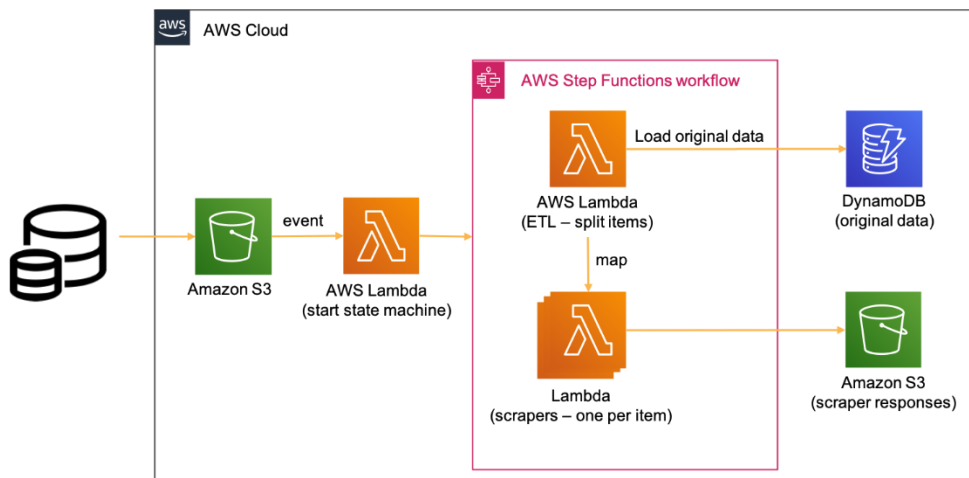 aws
AWS Cloud
AWS Step Functions workflow
Load original data
AWS Lambda
(ETL – split items)
DynamoDB
(original data)
event
map
Amazon S3
AWS Lambda
(start state machine)
Lambda
(scrapers – one per item)
Amazon S3
(scraper responses)